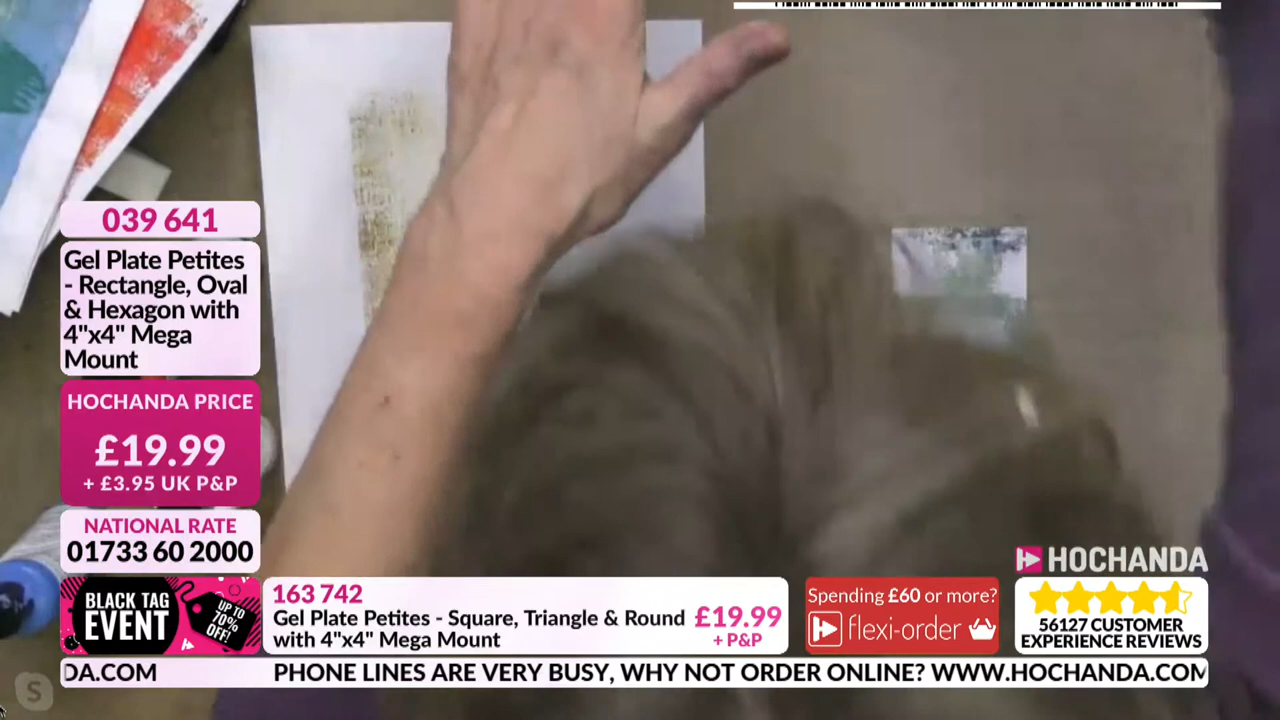 039 641
Gel Plate Petites
- Rectangle, Oval
& Hexagon with
4"x4" Mega
Mount
HOCHANDA PRICE
£19.99
+ £3.95 UK P&P
NATIONAL RATE
01733 60 2000
BLACK TAG
EVENT
UP TO
70%
OFF!
163 742
Gel Plate Petites - Square, Triangle & Round
with 4"x4" Mega Mount
£19.99
+ P&P
Spending £60 or more?
flexi-order
HOCHANDA
56127 CUSTOMER
EXPERIENCE REVIEWS
DA.COM PHONE LINES ARE VERY BUSY, WHY NOT ORDER ONLINE? WWW.HOCHANDA.COM
S